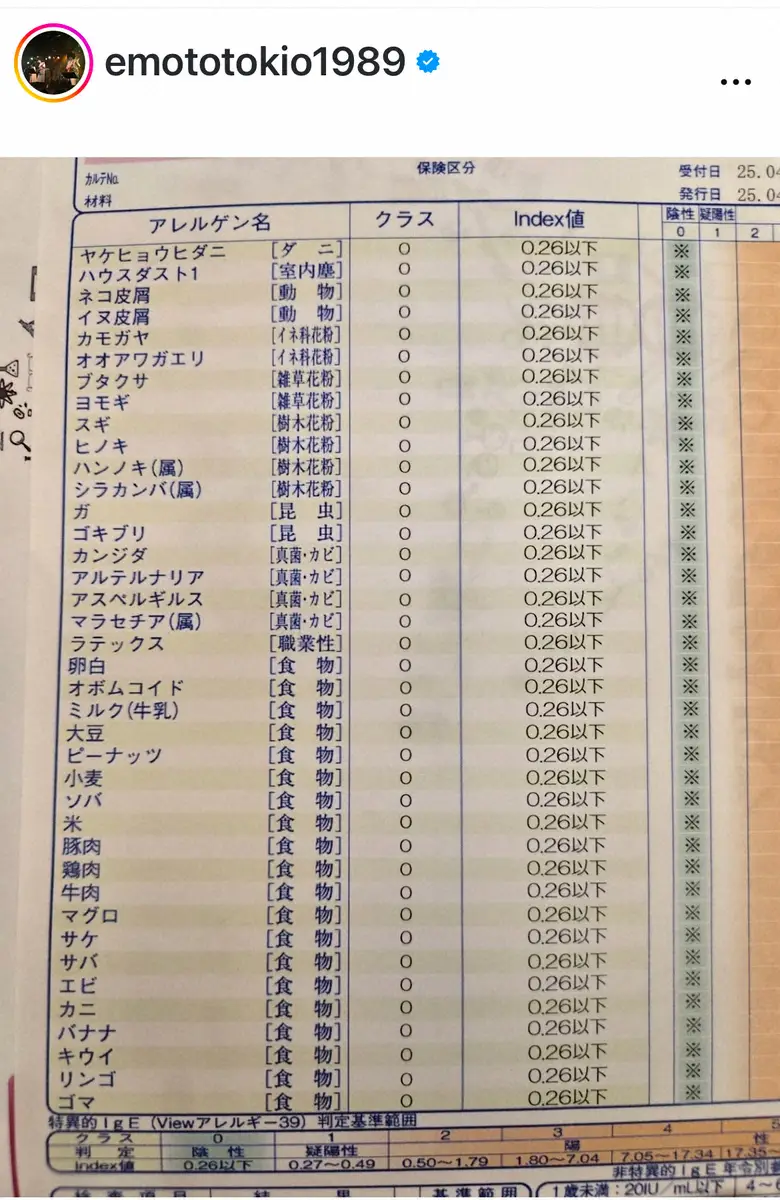 emototokio1989
カルテNo.
保険区分
受付日 25.04
材料
発行日 25.04
アレルゲン名 クラス Index値 陰性 疑陽性
0 1 2
ヤケヒョウヒダニ [ダ ニ] 0 0.26以下 ※
ハウスダスト1 [室内塵] 0 0.26以下 ※
ネコ皮屑 [動 物] 0 0.26以下 ※
イヌ皮屑 [動 物] 0 0.26以下 ※
カモガヤ [イネ科花粉] 0 0.26以下 ※
オオアワガエリ [イネ科花粉] 0 0.26以下 ※
ブタクサ [雑草花粉] 0 0.26以下 ※
ヨモギ [雑草花粉] 0 0.26以下 ※
スギ [樹木花粉] 0 0.26以下 ※
ヒノキ [樹木花粉] 0 0.26以下 ※
ハンノキ(属) [樹木花粉] 0 0.26以下 ※
シラカンバ(属) [樹木花粉] 0 0.26以下 ※
ガ [昆 虫] 0 0.26以下 ※
ゴキブリ [昆 虫] 0 0.26以下 ※
カンジダ [真菌・カビ] 0 0.26以下 ※
アルテルナリア [真菌・カビ] 0 0.26以下 ※
アスペルギルス [真菌・カビ] 0 0.26以下 ※
マラセチア(属) [真菌・カビ] 0 0.26以下 ※
ラテックス [職業性] 0 0.26以下 ※
卵白 [食 物] 0 0.26以下 ※
オボムコイド [食 物] 0 0.26以下 ※
ミルク(牛乳) [食 物] 0 0.26以下 ※
大豆 [食 物] 0 0.26以下 ※
ピーナッツ [食 物] 0 0.26以下 ※
小麦 [食 物] 0 0.26以下 ※
ソバ [食 物] 0 0.26以下 ※
米 [食 物] 0 0.26以下 ※
豚肉 [食 物] 0 0.26以下 ※
鶏肉 [食 物] 0 0.26以下 ※
牛肉 [食 物] 0 0.26以下 ※
マグロ [食 物] 0 0.26以下 ※
サケ [食 物] 0 0.26以下 ※
サバ [食 物] 0 0.26以下 ※
エビ [食 物] 0 0.26以下 ※
カニ [食 物] 0 0.26以下 ※
バナナ [食 物] 0 0.26以下 ※
キウイ [食 物] 0 0.26以下 ※
リンゴ [食 物] 0 0.26以下 ※
ゴマ [食 物] 0 0.26以下 ※
特異的IgE(Viewアレルギー39)判定基準範囲
クラス 0 1 2 3 4 5
判 定 陰 性 疑陽性 陽 性
Index値 0.26以下 0.27～0.49 0.50～1.79 1.80～7.04 7.05～17.34 17.35～
非特異的IgE年令別
検査項目 結 果 基準範囲 1歳未満:20IU/mL以下 4～